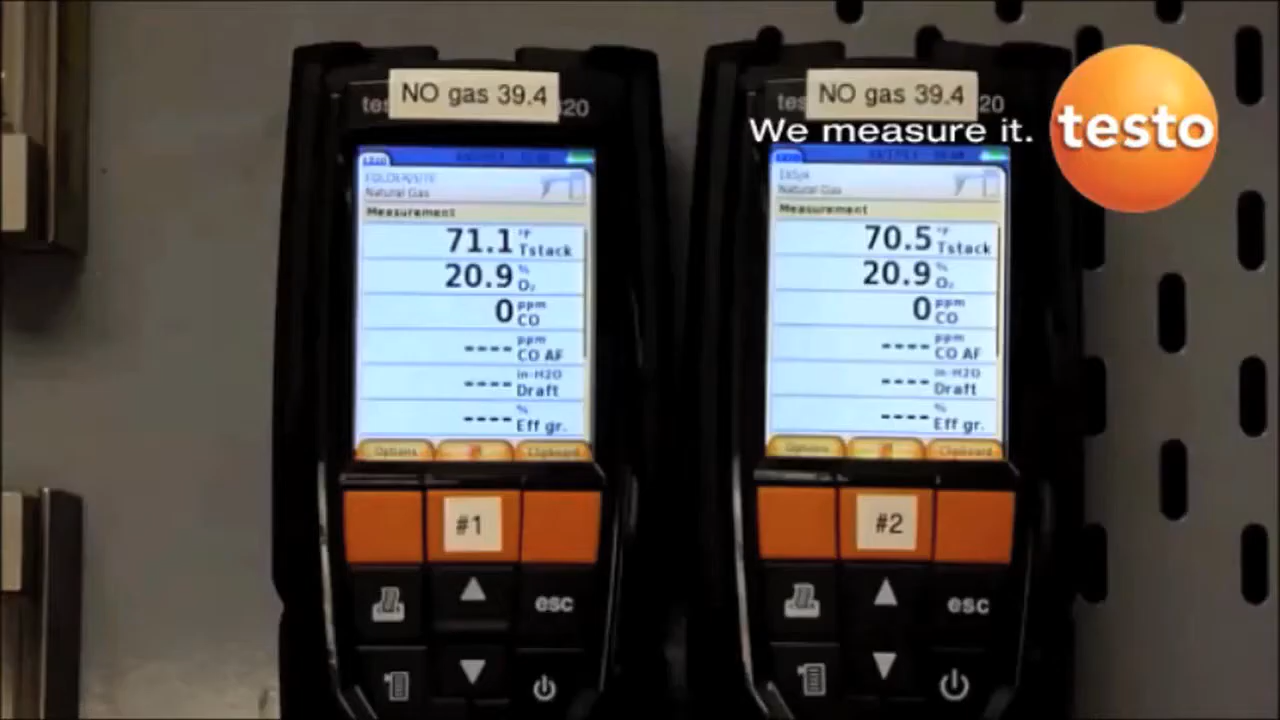 NO gas 39.4
Natural Gas
Measurement
71.1 °F Tstack
20.9 % O₂
0 ppm CO
---- ppm CO AF
---- in-H2O Draft
---- % Eff gr.
Options Clipboard
#1
esc
NO gas 39.4
20
We measure it. testo
Natural Gas
Measurement
70.5 °F Tstack
20.9 % O₂
0 ppm CO
---- ppm CO AF
---- in-H2O Draft
---- % Eff gr.
Options Clipboard
#2
esc